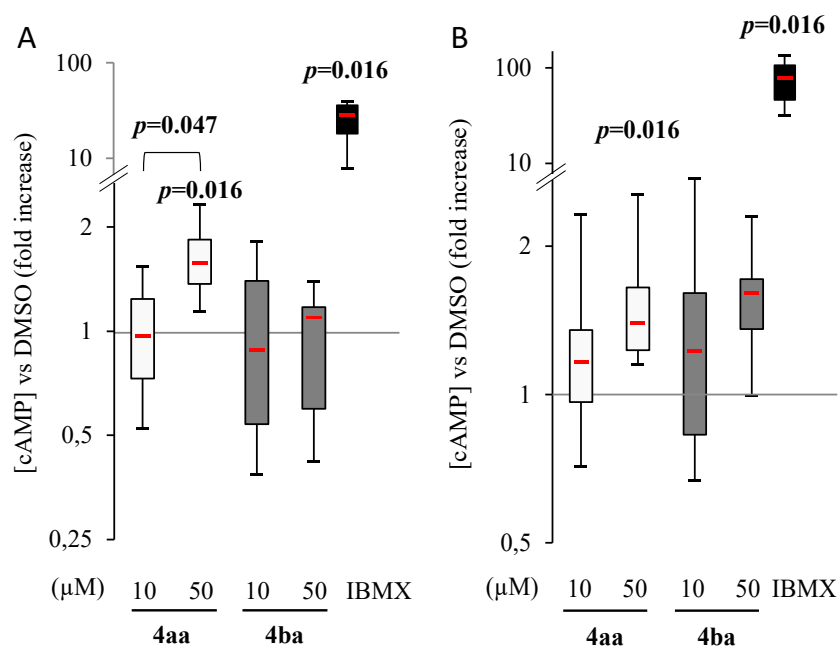 A
[cAMP] vs DMSO (fold increase)
100
10
2
1
0,5
0,25
p=0.047
p=0.016
p=0.016
(µM) 10 50 10 50 IBMX
4aa 4ba
B
[cAMP] vs DMSO (fold increase)
100
10
2
1
0,5
p=0.016
p=0.016
(µM) 10 50 10 50 IBMX
4aa 4ba